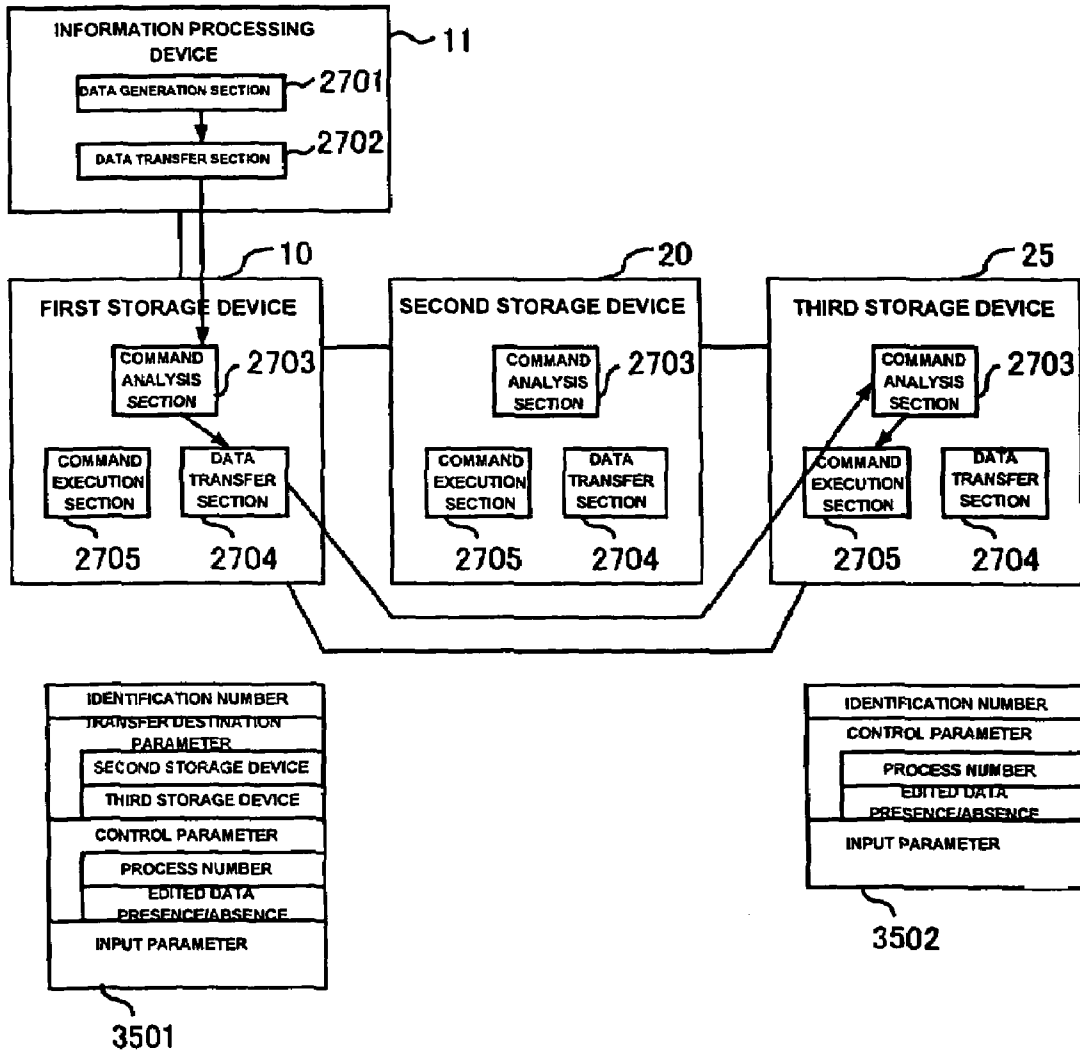 INFORMATION PROCESSING
DEVICE
11
DATA GENERATION SECTION
2701
DATA TRANSFER SECTION
2702
10
FIRST STORAGE DEVICE
COMMAND
ANALYSIS
SECTION
2703
COMMAND
EXECUTION
SECTION
2705
DATA
TRANSFER
SECTION
2704
20
SECOND STORAGE DEVICE
COMMAND
ANALYSIS
SECTION
2703
COMMAND
EXECUTION
SECTION
2705
DATA
TRANSFER
SECTION
2704
25
THIRD STORAGE DEVICE
COMMAND
ANALYSIS
SECTION
2703
COMMAND
EXECUTION
SECTION
2705
DATA
TRANSFER
SECTION
2704
IDENTIFICATION NUMBER
TRANSFER DESTINATION
PARAMETER
SECOND STORAGE DEVICE
THIRD STORAGE DEVICE
CONTROL PARAMETER
PROCESS NUMBER
EDITED DATA
PRESENCE/ABSENCE
INPUT PARAMETER
3501
IDENTIFICATION NUMBER
CONTROL PARAMETER
PROCESS NUMBER
EDITED DATA
PRESENCE/ABSENCE
INPUT PARAMETER
3502